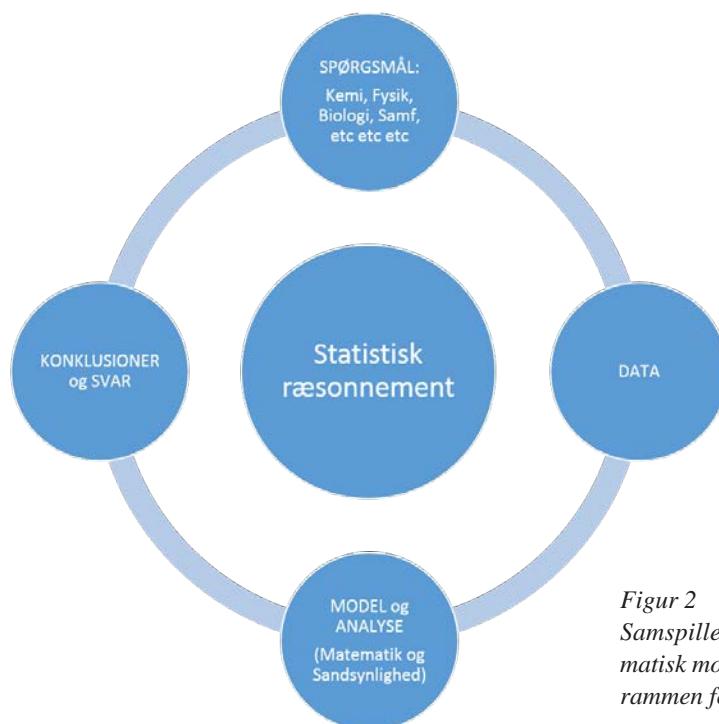 SPØRGSMÅL:
Kemi, Fysik,
Biologi, Samf,
etc etc etc
KONKLUSIONER
og SVAR
Statistisk
ræsonnement
DATA
MODEL og
ANALYSE
(Matematik og
Sandsynlighed)
Figur 2
Samspille
matisk mo
rammen fo